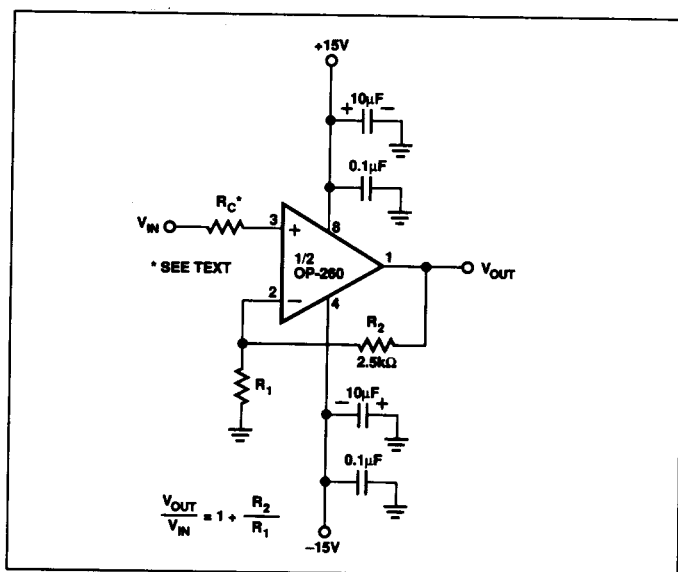 +15V
+ 10µF −
0.1µF
RC*
VIN
3
+
8
1/2
OP-260
1
VOUT
* SEE TEXT
2
−
4
R2
2.5kΩ
R1
− 10µF +
0.1µF
VOUT
VIN
= 1 +
R2
R1
−15V